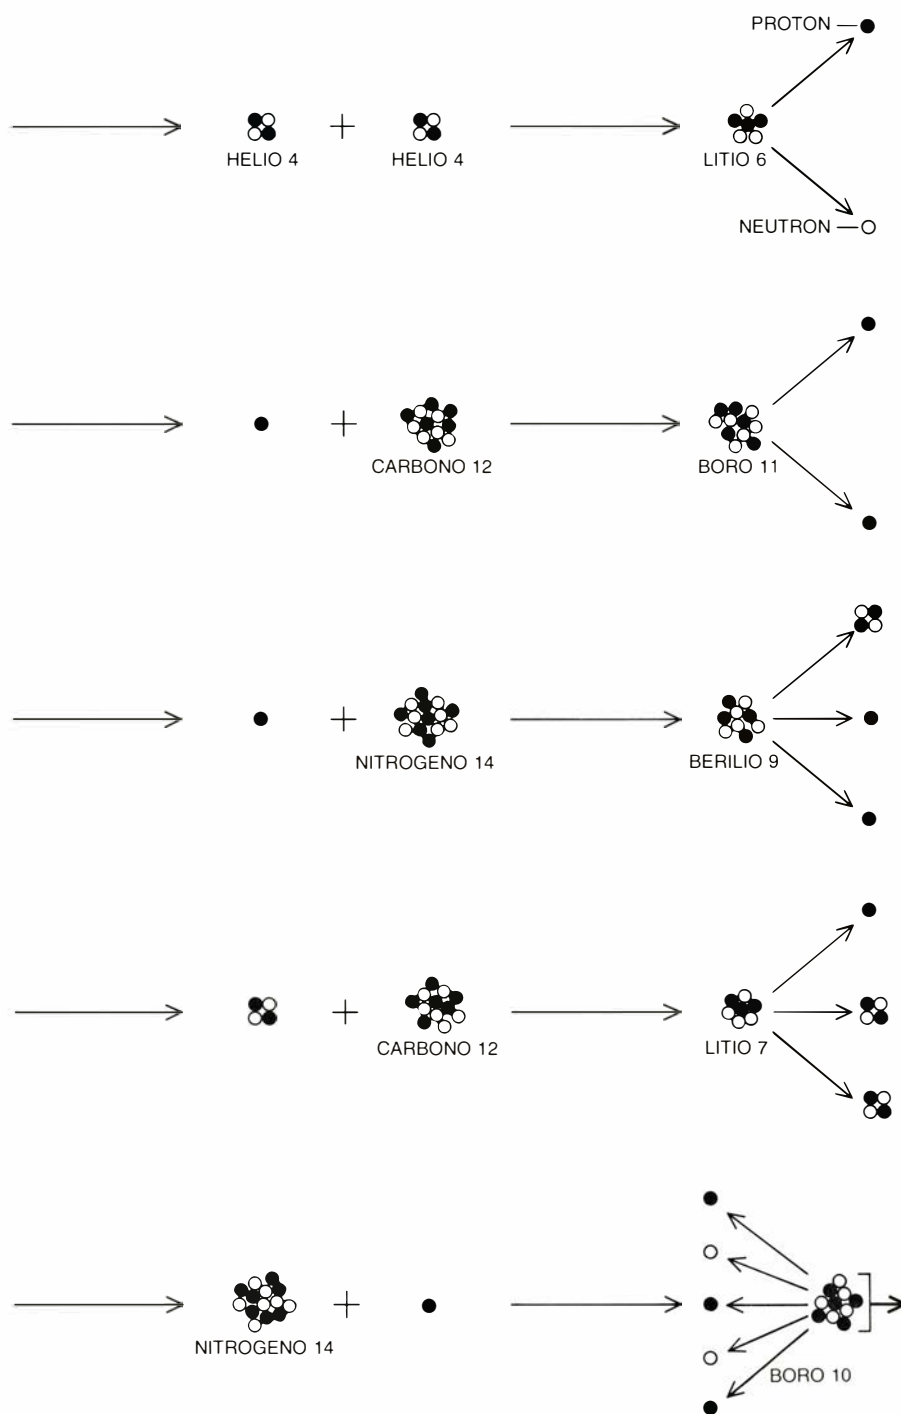 PROTON
HELIO 4
HELIO 4
LITIO 6
NEUTRON
CARBONO 12
BORO 11
NITROGENO 14
BERILIO 9
CARBONO 12
LITIO 7
NITROGENO 14
BORO 10